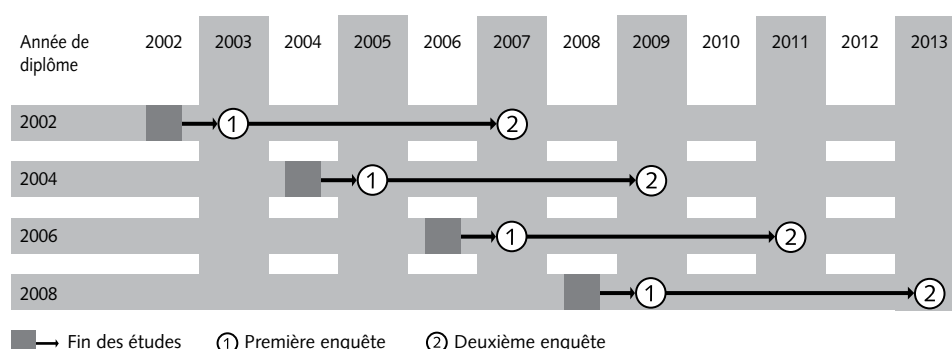 Année de diplôme 2002 2003 2004 2005 2006 2007 2008 2009 2010 2011 2012 2013
2002 1 2
2004 1 2
2006 1 2
2008 1 2
Fin des études 1 Première enquête 2 Deuxième enquête